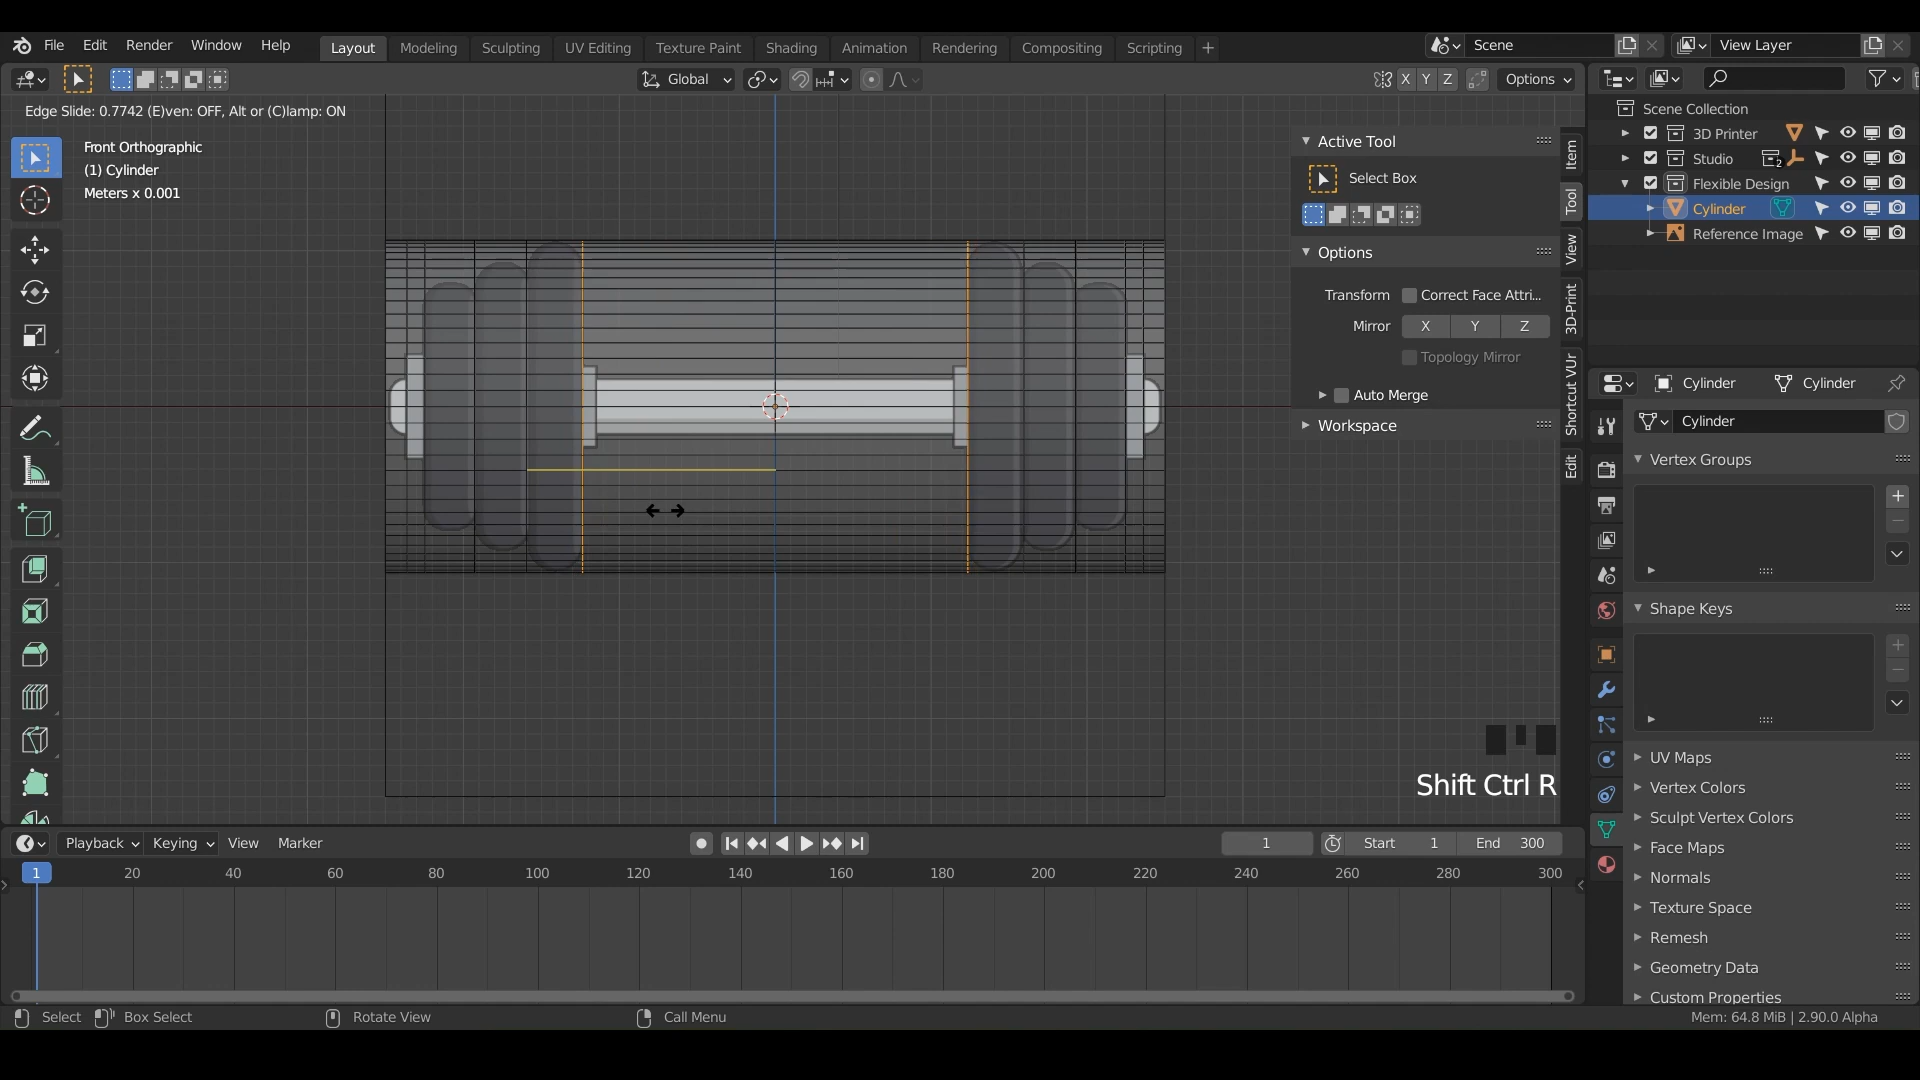 File Edit Render Window Help Layout Modeling Sculpting UV Editing Texture Paint Shading Animation Rendering Compositing Scripting + Scene View Layer
Global X Y Z Options
Edge Slide: 0.7742 (E)ven: OFF, Alt or (C)lamp: ON
Front Orthographic
(1) Cylinder
Meters x 0.001
Active Tool
Select Box
Options
Transform Correct Face Attri...
Mirror X Y Z
Topology Mirror
Auto Merge
Workspace
Item
Tool
View
3D-Print
Shortcut VUr
Edit
Scene Collection
3D Printer
Studio 2
Flexible Design
Cylinder
Reference Image
Cylinder Cylinder
Cylinder
Vertex Groups
Shape Keys
UV Maps
Vertex Colors
Sculpt Vertex Colors
Face Maps
Normals
Texture Space
Remesh
Geometry Data
Custom Properties
Shift Ctrl R
Playback Keying View Marker 1 Start 1 End 300
1 20 40 60 80 100 120 140 160 180 200 220 240 260 280 300
Select Box Select Rotate View Call Menu Mem: 64.8 MiB | 2.90.0 Alpha